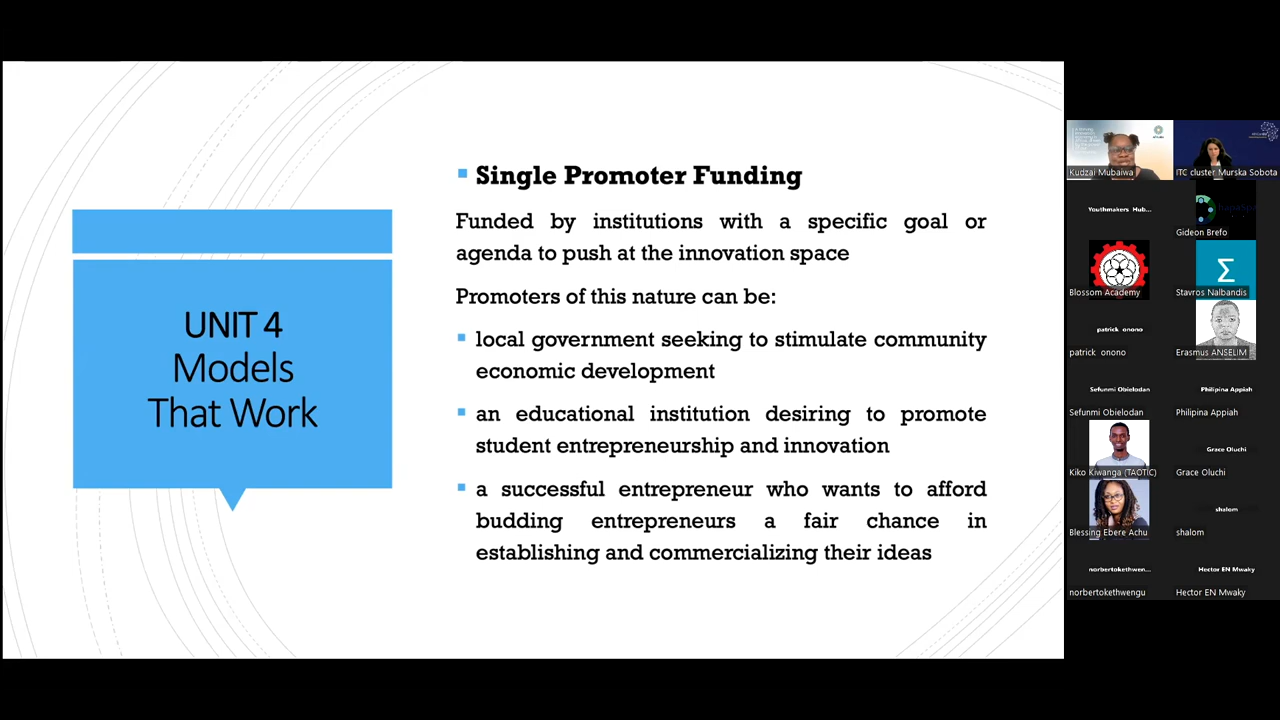 UNIT 4
Models
That Work
Single Promoter Funding
Funded by institutions with a specific goal or
agenda to push at the innovation space
Promoters of this nature can be:
local government seeking to stimulate community
economic development
an educational institution desiring to promote
student entrepreneurship and innovation
a successful entrepreneur who wants to afford
budding entrepreneurs a fair chance in
establishing and commercializing their ideas
Kudzai Mubaiwa
ITC cluster Murska Sobota
Youthmakers Hub...
Gideon Brefo
Blossom Academy
Σ
Stavros Nalbandis
patrick onono
patrick onono
Erasmus ANSELIM
Sefunmi Obielodan
Sefunmi Obielodan
Philipina Appiah
Philipina Appiah
Kiko Kiwanga (TAOTIC)
Grace Oluchi
Grace Oluchi
Blessing Ebere Achu
shalom
shalom
norbertokethwen...
norbertokethwengu
Hector EN Mwaky
Hector EN Mwaky